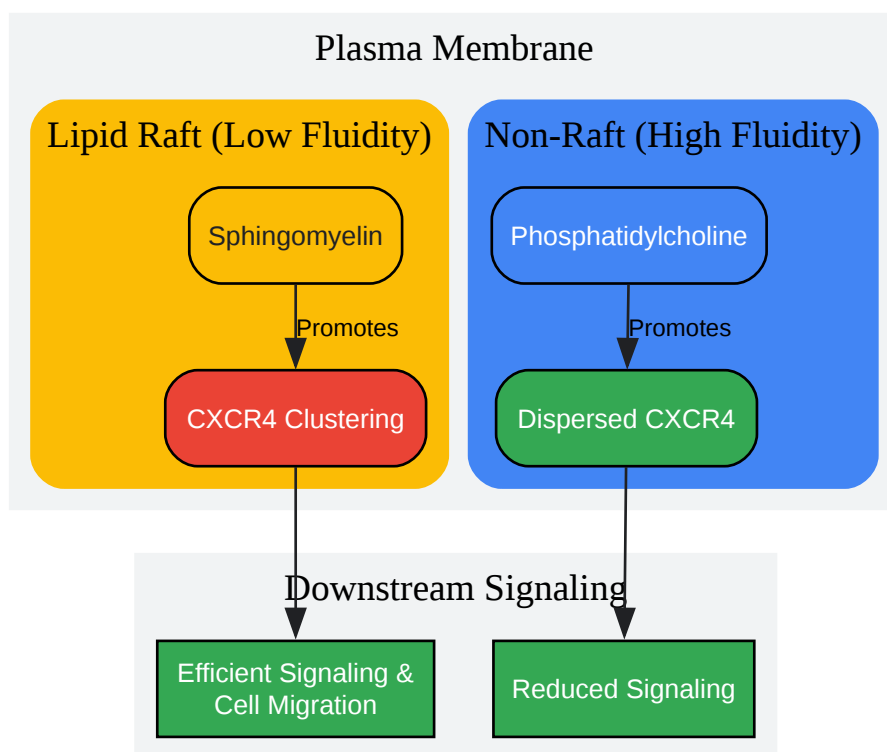 Plasma Membrane
Lipid Raft (Low Fluidity)
Non-Raft (High Fluidity)
Sphingomyelin
Phosphatidylcholine
Promotes
Promotes
CXCR4 Clustering
Dispersed CXCR4
Downstream Signaling
Efficient Signaling &
Cell Migration
Reduced Signaling